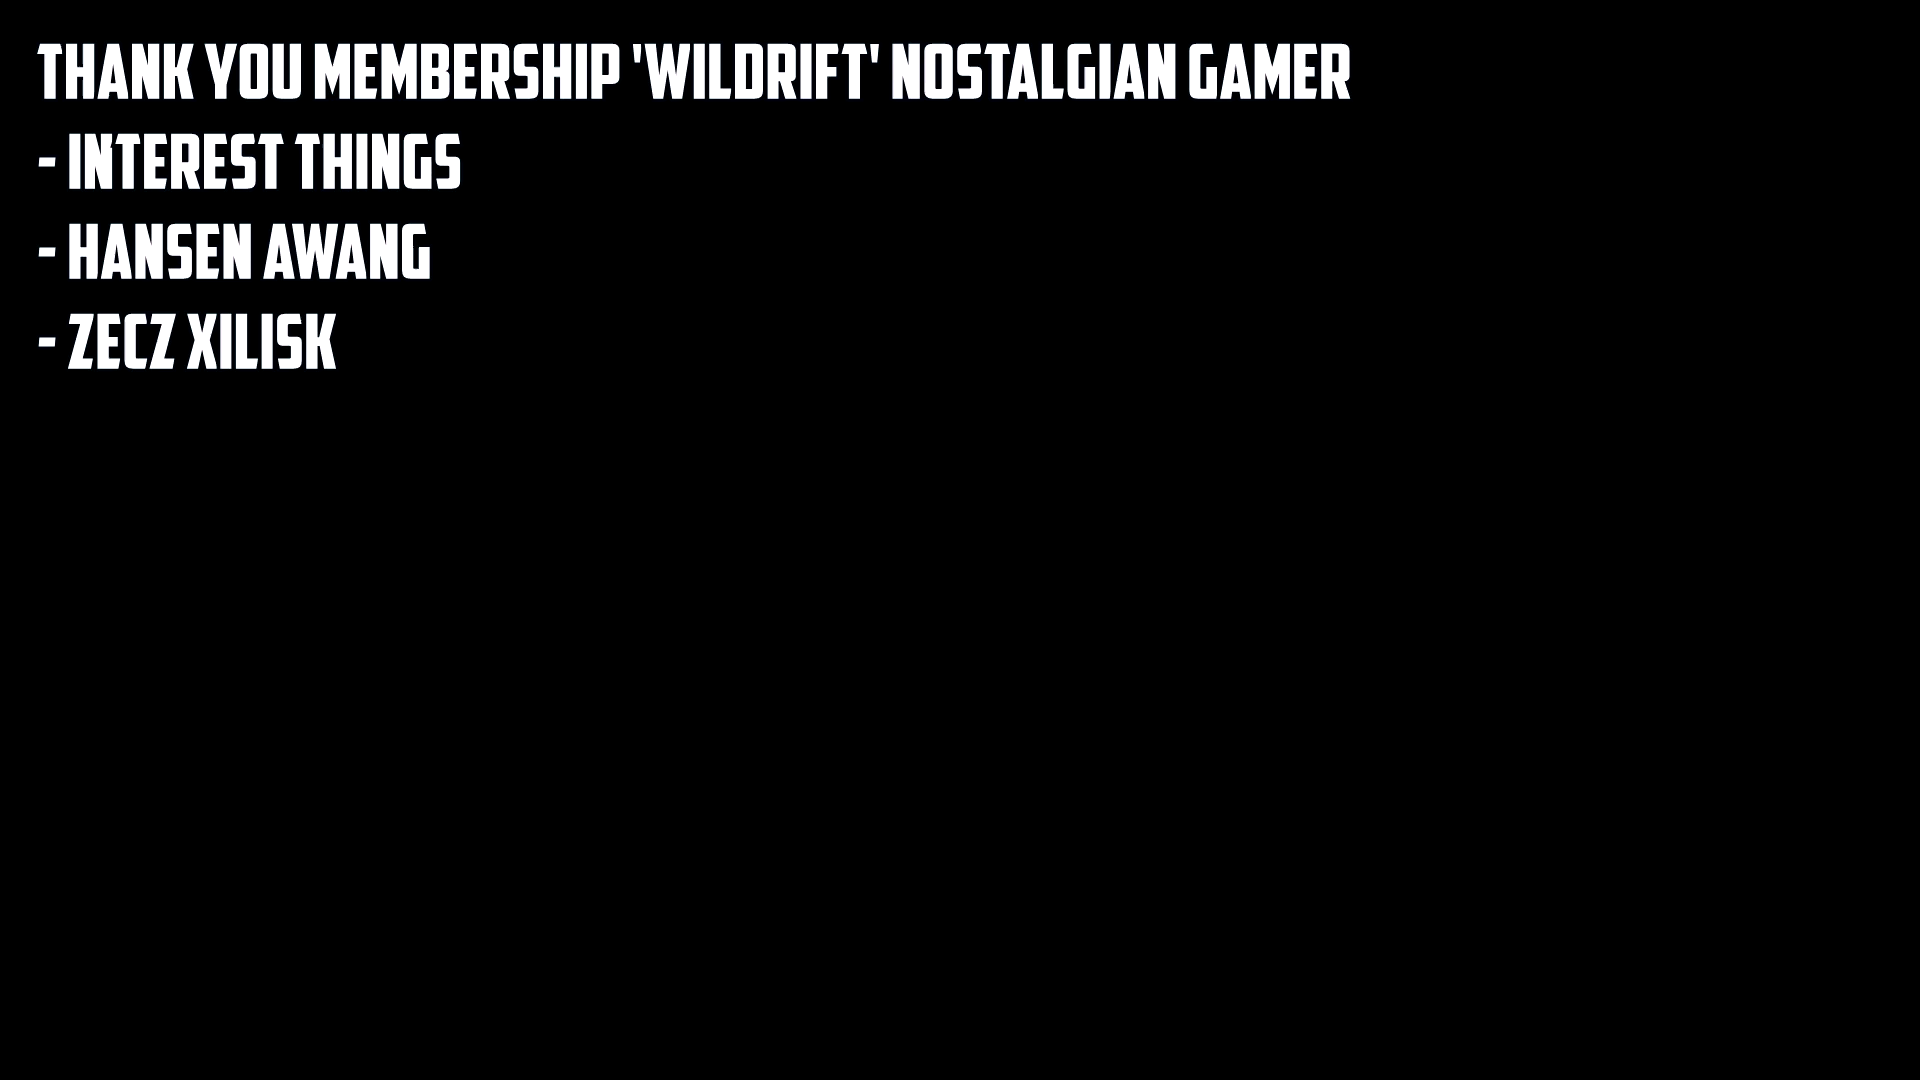 THANK YOU MEMBERSHIP 'WILDRIFT' NOSTALGIAN GAMER
- INTEREST THINGS
- HANSEN AWANG
- ZECZ XILISK